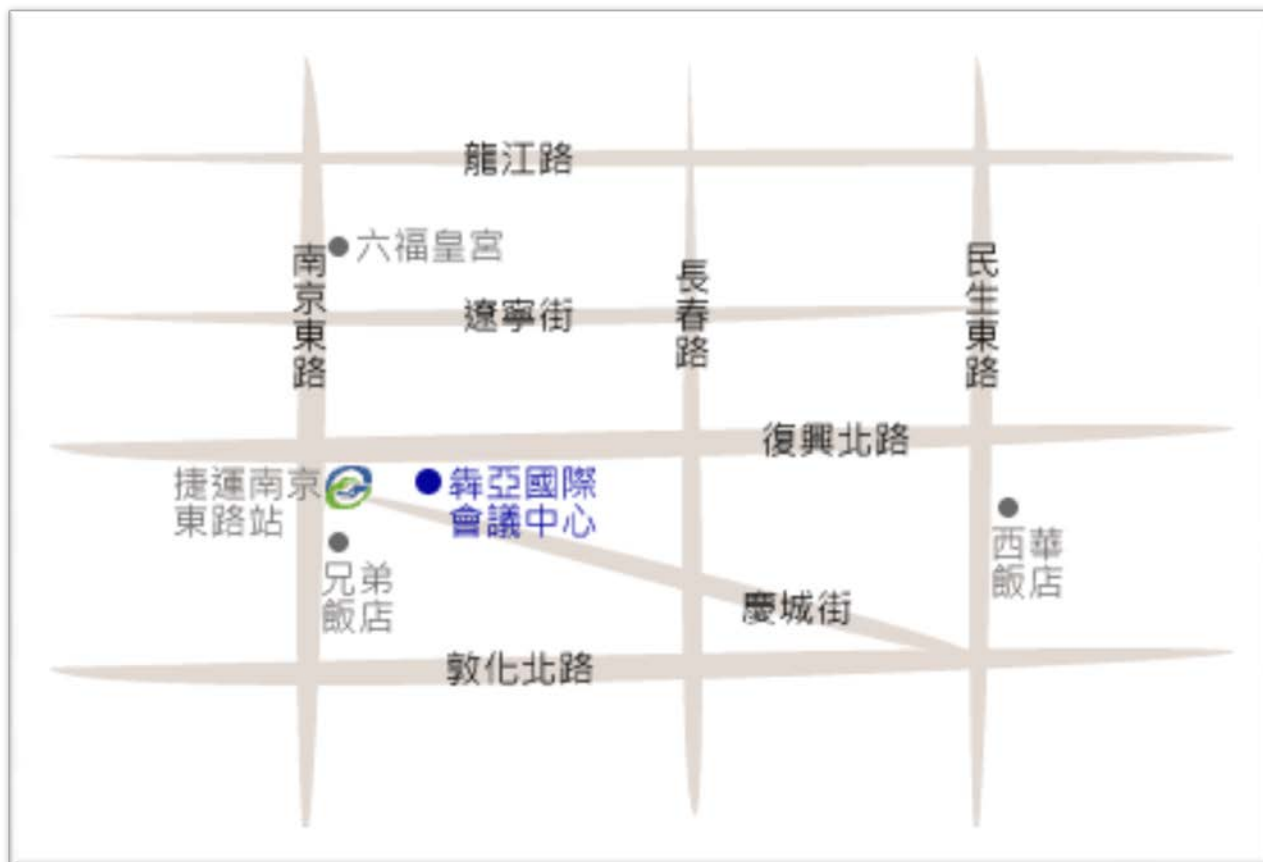 龍江路
六福皇宮
南京東路
長春路
民生東路
遼寧街
復興北路
捷運南京
東路站
犇亞國際
會議中心
兄弟
飯店
西華
飯店
慶城街
敦化北路